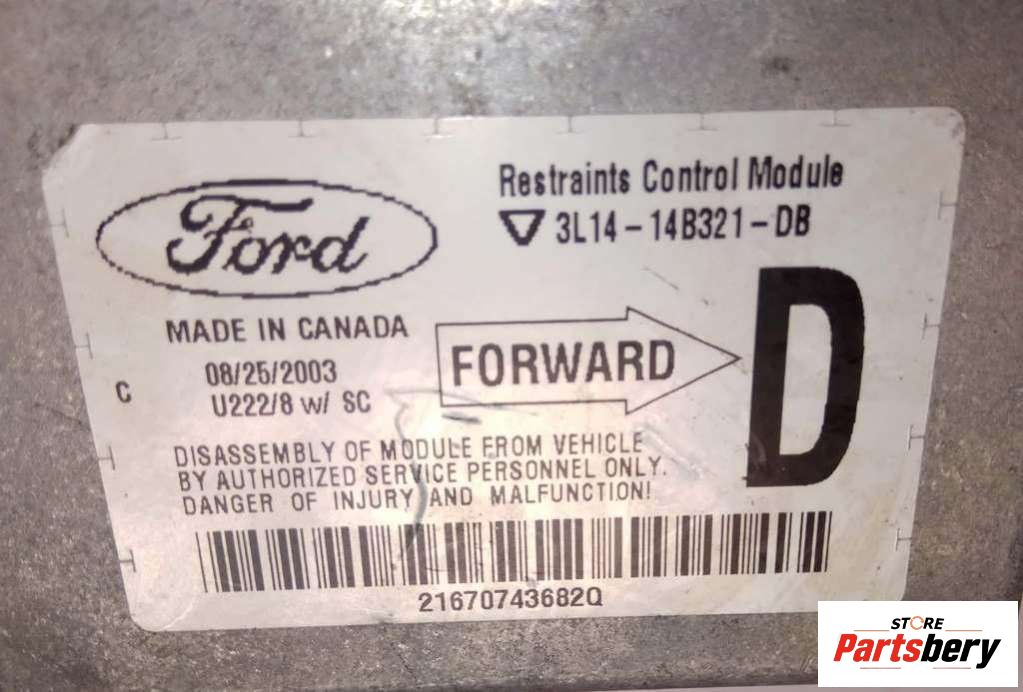 Ford
Restraints Control Module
3L14-14B321-DB
MADE IN CANADA
08/25/2003
U222/8 w/ SC
C
FORWARD
D
DISASSEMBLY OF MODULE FROM VEHICLE
BY AUTHORIZED SERVICE PERSONNEL ONLY.
DANGER OF INJURY AND MALFUNCTION!
21670743682Q
STORE
Partsbery